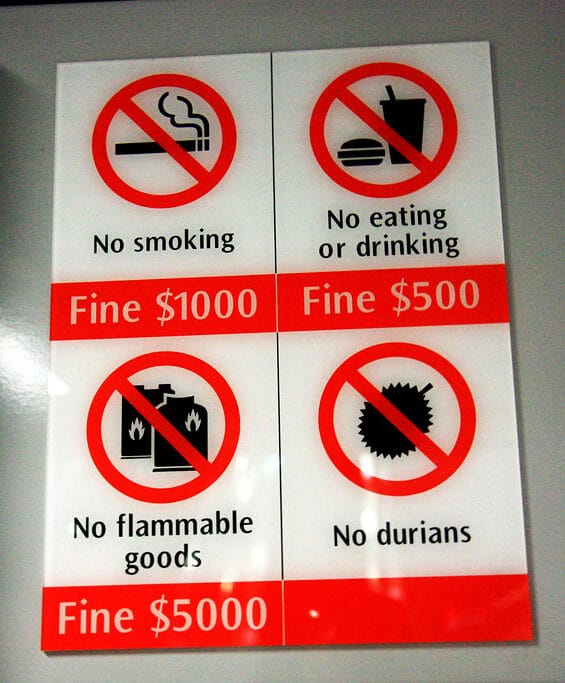 No smoking
Fine $1000
No eating
or drinking
Fine $500
No flammable
goods
Fine $5000
No durians